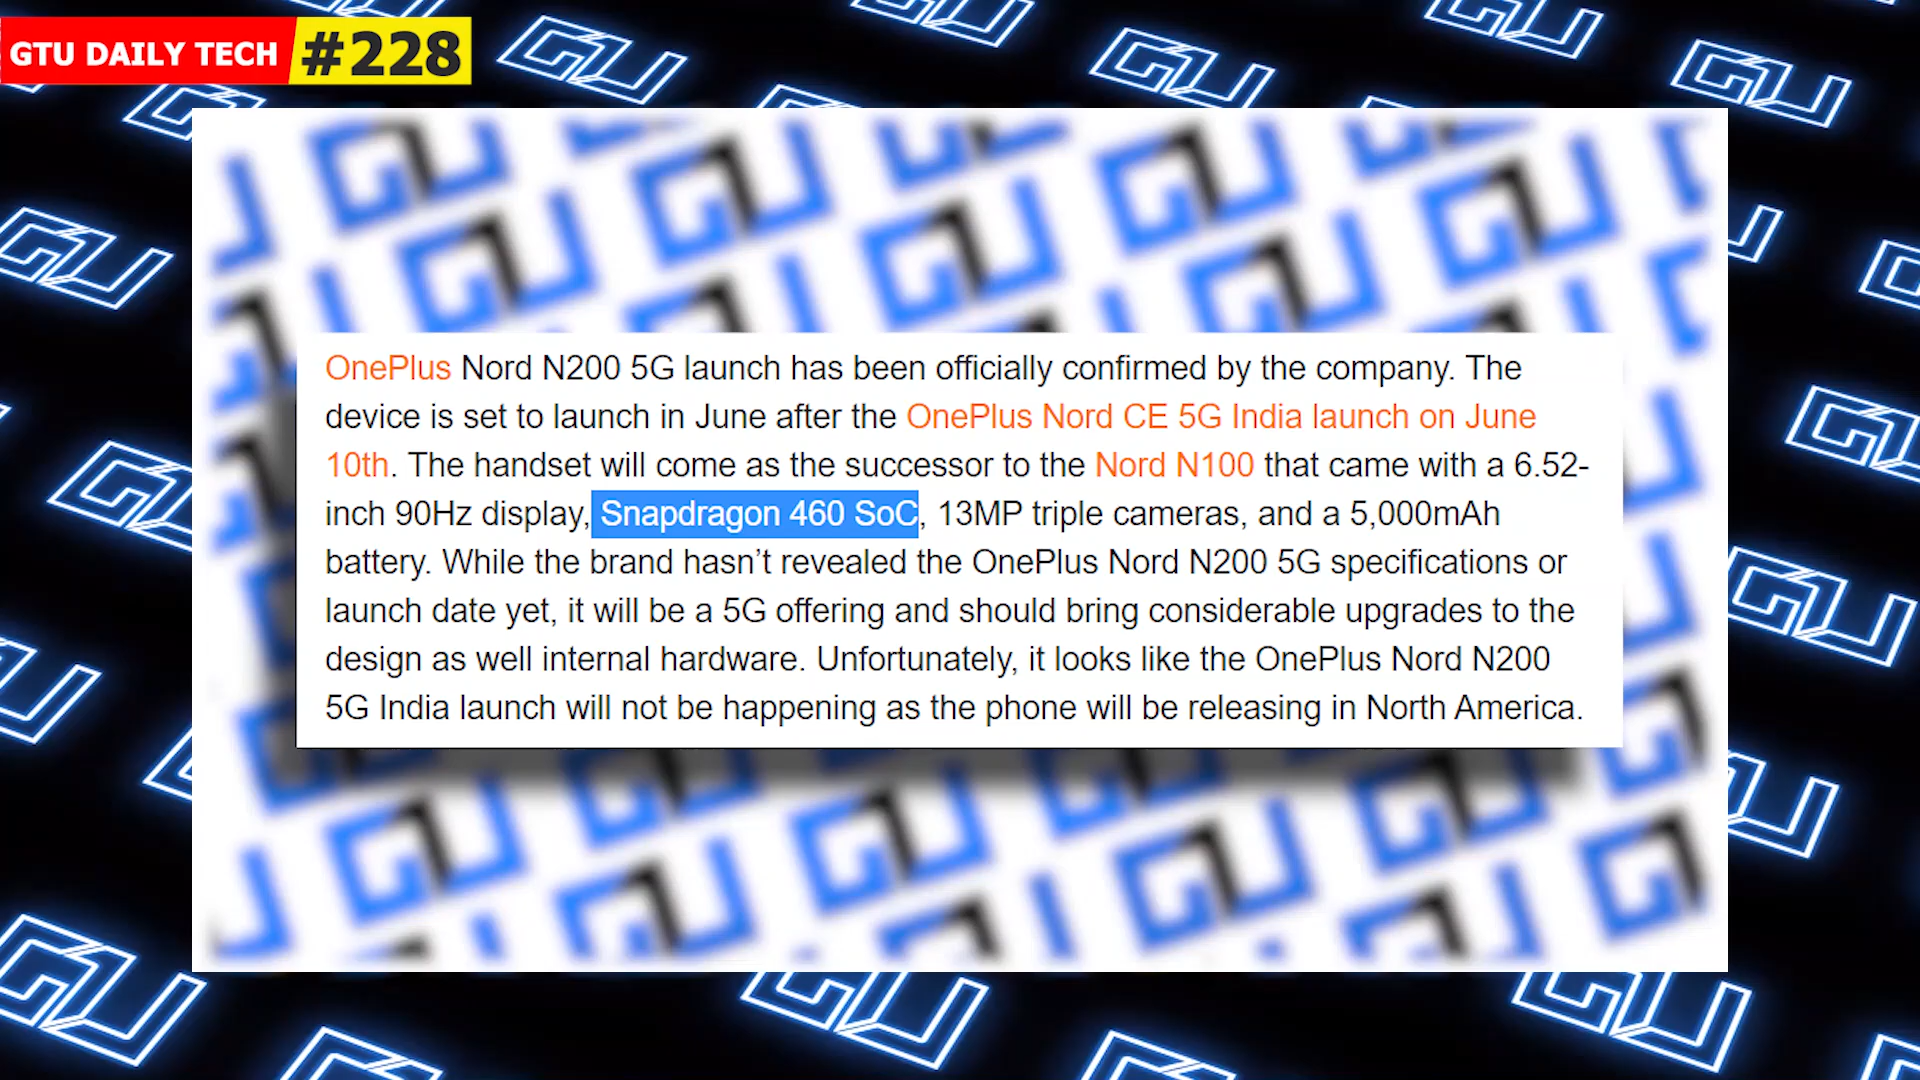 GTU DAILY TECH #228
OnePlus Nord N200 5G launch has been officially confirmed by the company. The
device is set to launch in June after the OnePlus Nord CE 5G India launch on June
10th. The handset will come as the successor to the Nord N100 that came with a 6.52-
inch 90Hz display, Snapdragon 460 SoC, 13MP triple cameras, and a 5,000mAh
battery. While the brand hasn’t revealed the OnePlus Nord N200 5G specifications or
launch date yet, it will be a 5G offering and should bring considerable upgrades to the
design as well internal hardware. Unfortunately, it looks like the OnePlus Nord N200
5G India launch will not be happening as the phone will be releasing in North America.